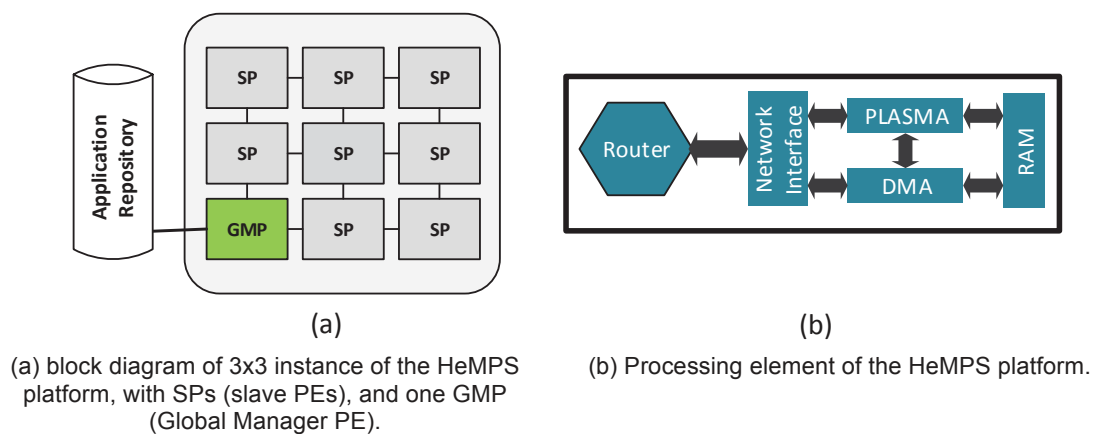 Application
Repository
SP
SP
SP
SP
SP
SP
GMP
SP
SP
(a)
(a) block diagram of 3x3 instance of the HeMPS
platform, with SPs (slave PEs), and one GMP
(Global Manager PE).
Router
Network
Interface
PLASMA
DMA
RAM
(b)
(b) Processing element of the HeMPS platform.